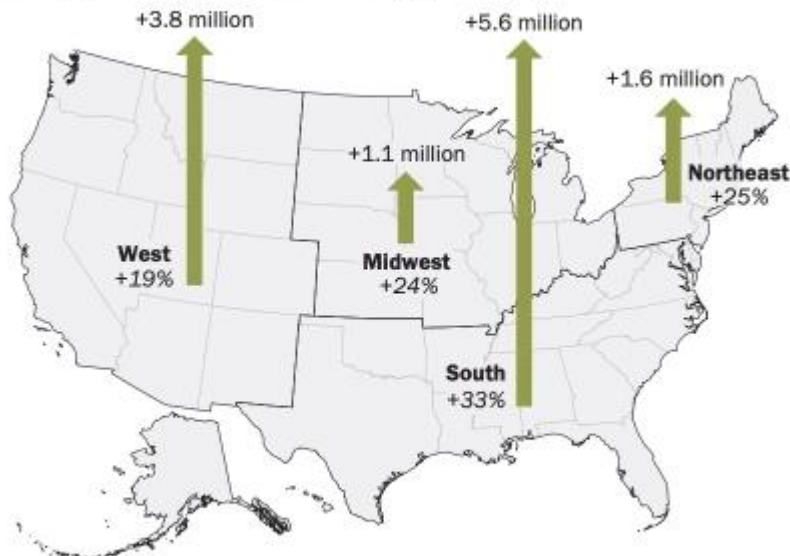 +3.8 million
+5.6 million
+1.6 million
+1.1 million
Northeast
+25%
West
+19%
Midwest
+24%
South
+33%